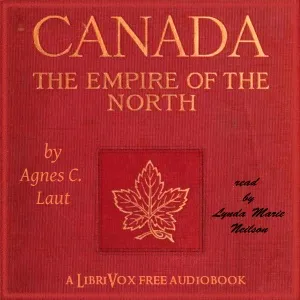 CANADA
THE EMPIRE OF THE
NORTH
by
Agnes C.
Laut
read
by
Lynda Marie
Neilson
A LIBRIVOX FREE AUDIOBOOK